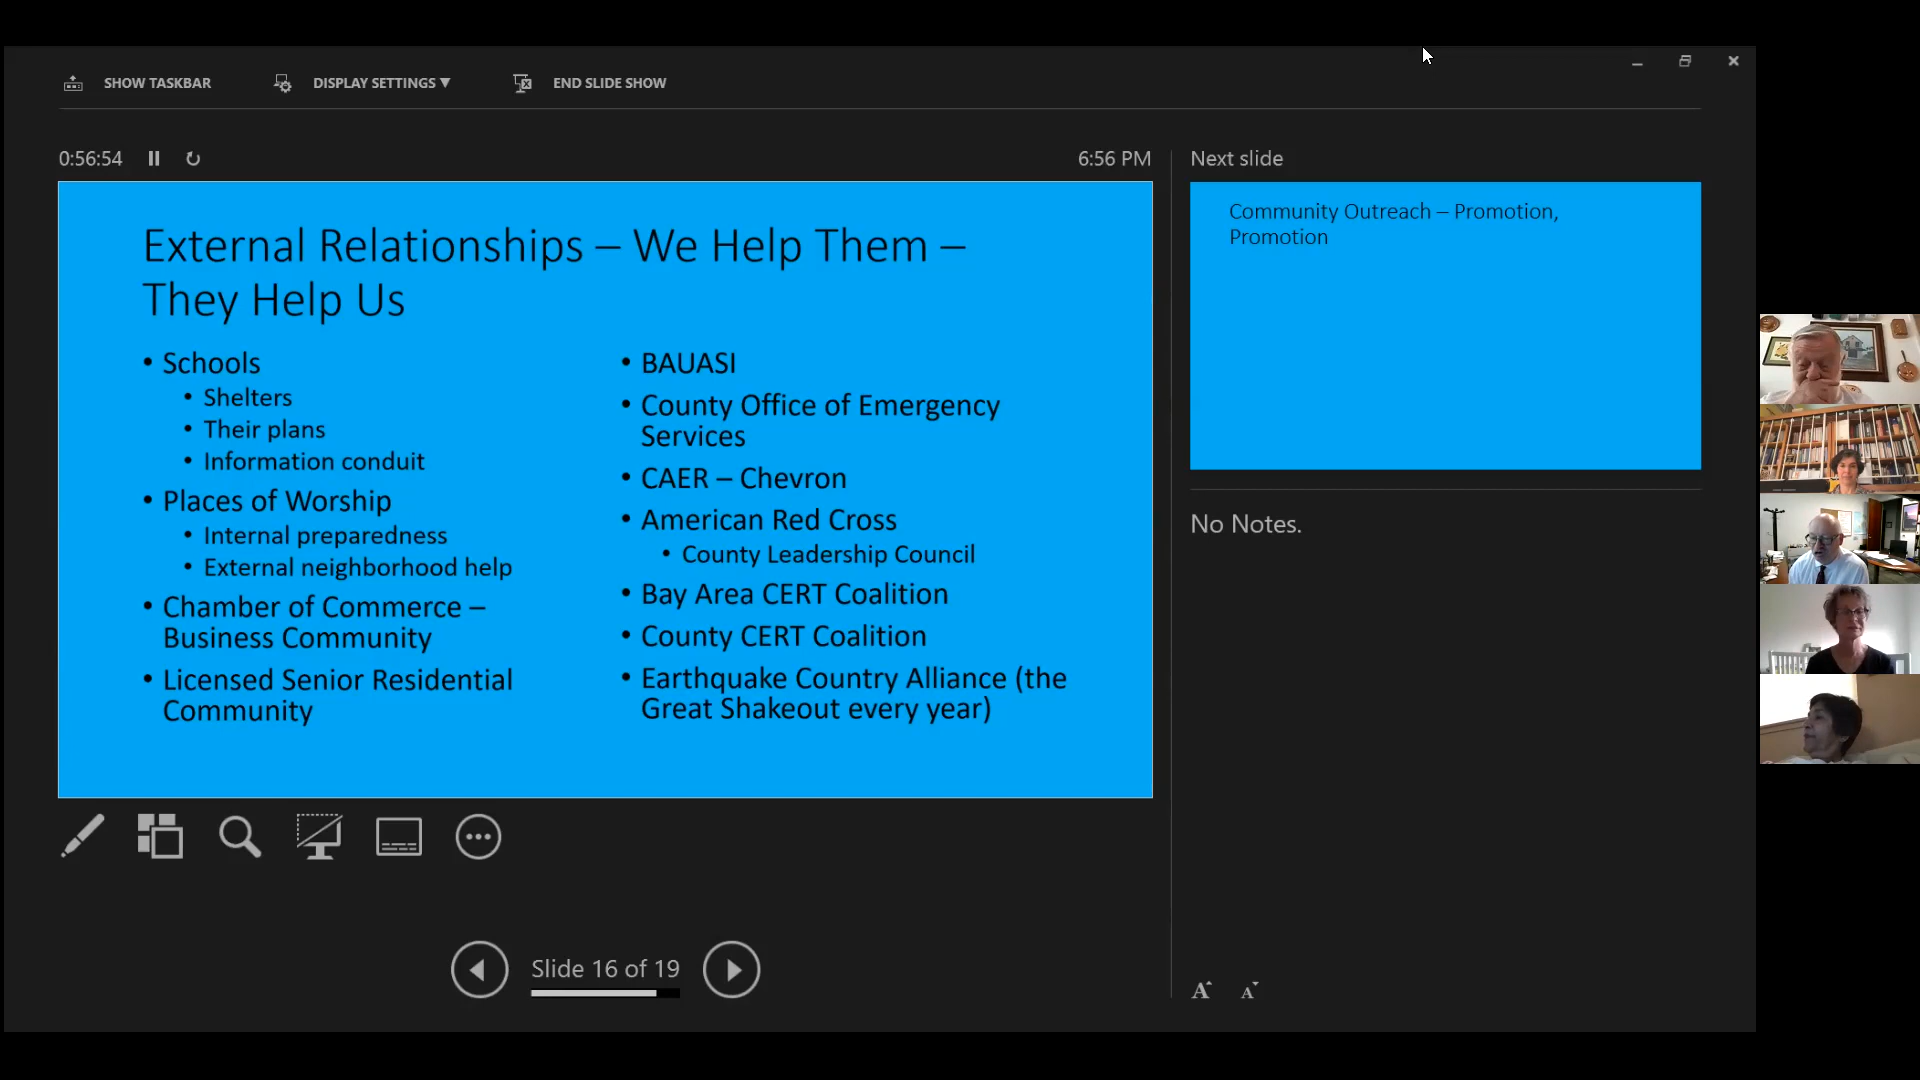 SHOW TASKBAR
DISPLAY SETTINGS ▼
END SLIDE SHOW
0:56:54
6:56 PM
External Relationships – We Help Them –
They Help Us
• Schools
• Shelters
• Their plans
• Information conduit
• Places of Worship
• Internal preparedness
• External neighborhood help
• Chamber of Commerce –
Business Community
• Licensed Senior Residential
Community
• BAUASI
• County Office of Emergency
Services
• CAER – Chevron
• American Red Cross
• County Leadership Council
• Bay Area CERT Coalition
• County CERT Coalition
• Earthquake Country Alliance (the
Great Shakeout every year)
Next slide
Community Outreach – Promotion,
Promotion
No Notes.
Slide 16 of 19
A A